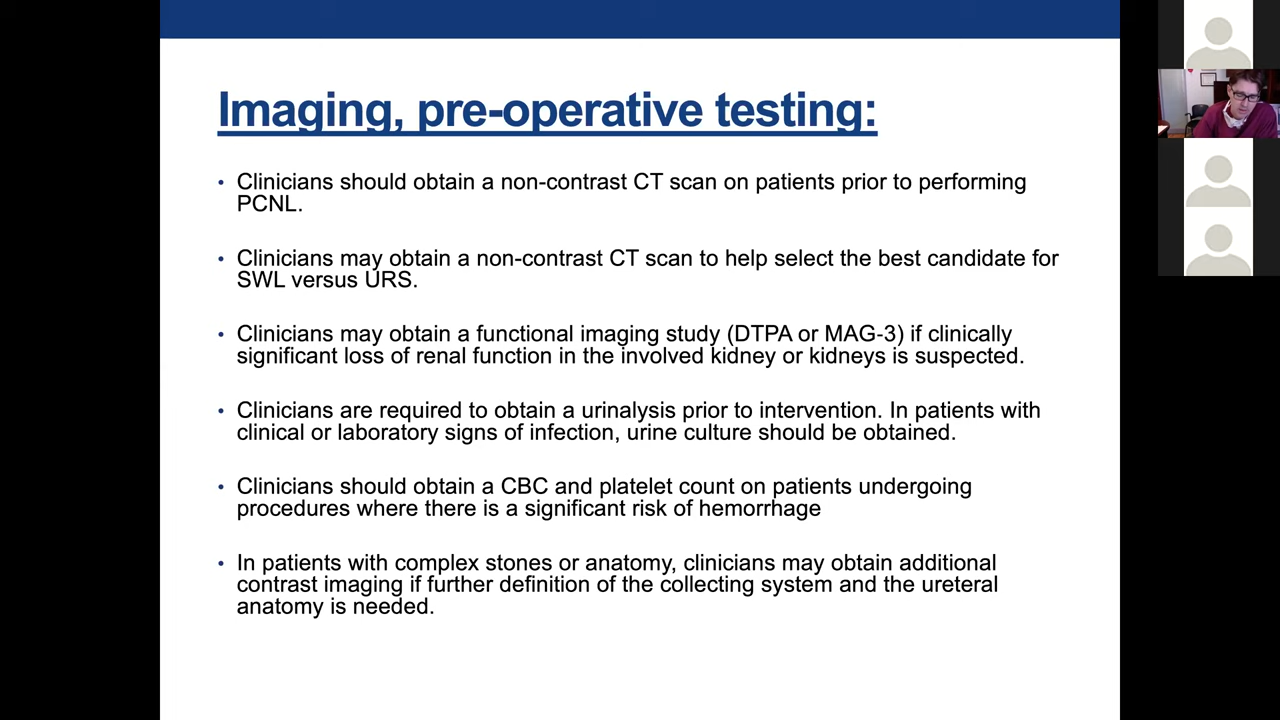 Imaging, pre-operative testing:
• Clinicians should obtain a non-contrast CT scan on patients prior to performing
PCNL.
• Clinicians may obtain a non-contrast CT scan to help select the best candidate for
SWL versus URS.
• Clinicians may obtain a functional imaging study (DTPA or MAG-3) if clinically
significant loss of renal function in the involved kidney or kidneys is suspected.
• Clinicians are required to obtain a urinalysis prior to intervention. In patients with
clinical or laboratory signs of infection, urine culture should be obtained.
• Clinicians should obtain a CBC and platelet count on patients undergoing
procedures where there is a significant risk of hemorrhage
• In patients with complex stones or anatomy, clinicians may obtain additional
contrast imaging if further definition of the collecting system and the ureteral
anatomy is needed.